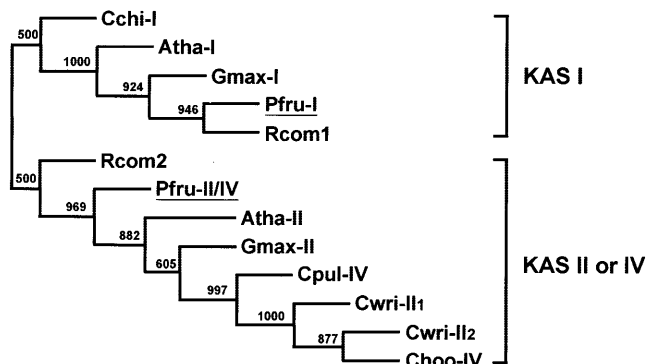 Cchi-I
500
Atha-I
1000
Gmax-I
924
Pfru-I
946
Rcom1
KAS I
Rcom2
500
Pfru-II/IV
969
Atha-II
882
Gmax-II
605
Cpul-IV
997
Cwri-II1
1000
Cwri-II2
877
Choo-IV
KAS II or IV